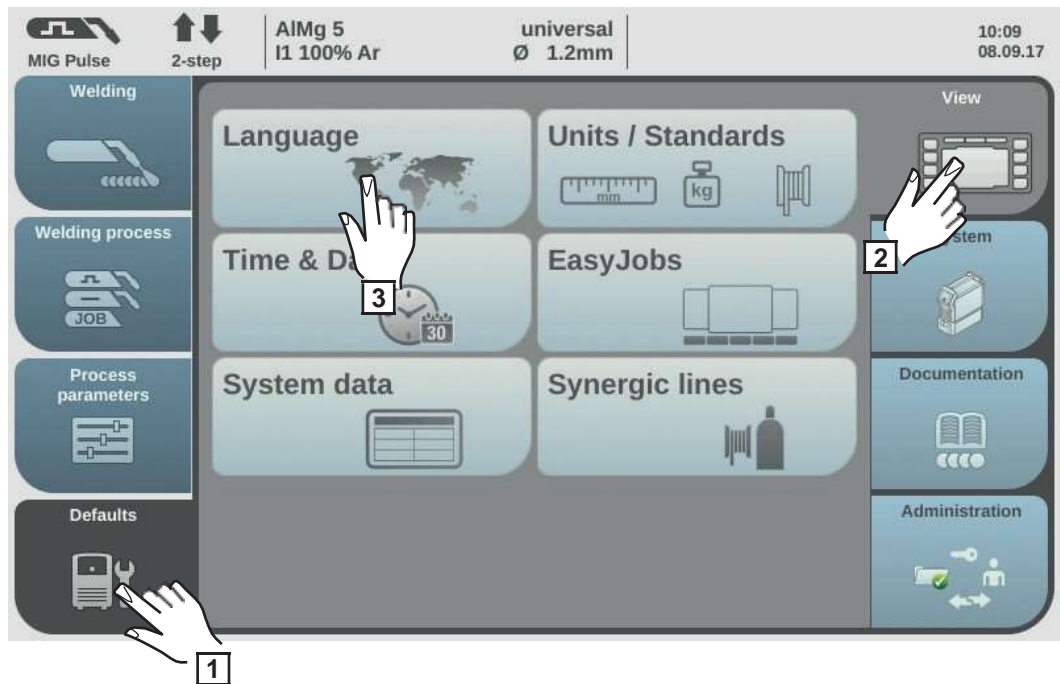 MIG Pulse
2-step
AlMg 5
I1 100% Ar
universal
Ø 1.2mm
10:09
08.09.17
Welding
Welding process
JOB
Process
parameters
Defaults
Language
Units / Standards
mm
kg
Time & D
30
EasyJobs
System data
Synergic lines
View
stem
Documentation
Administration
1
2
3